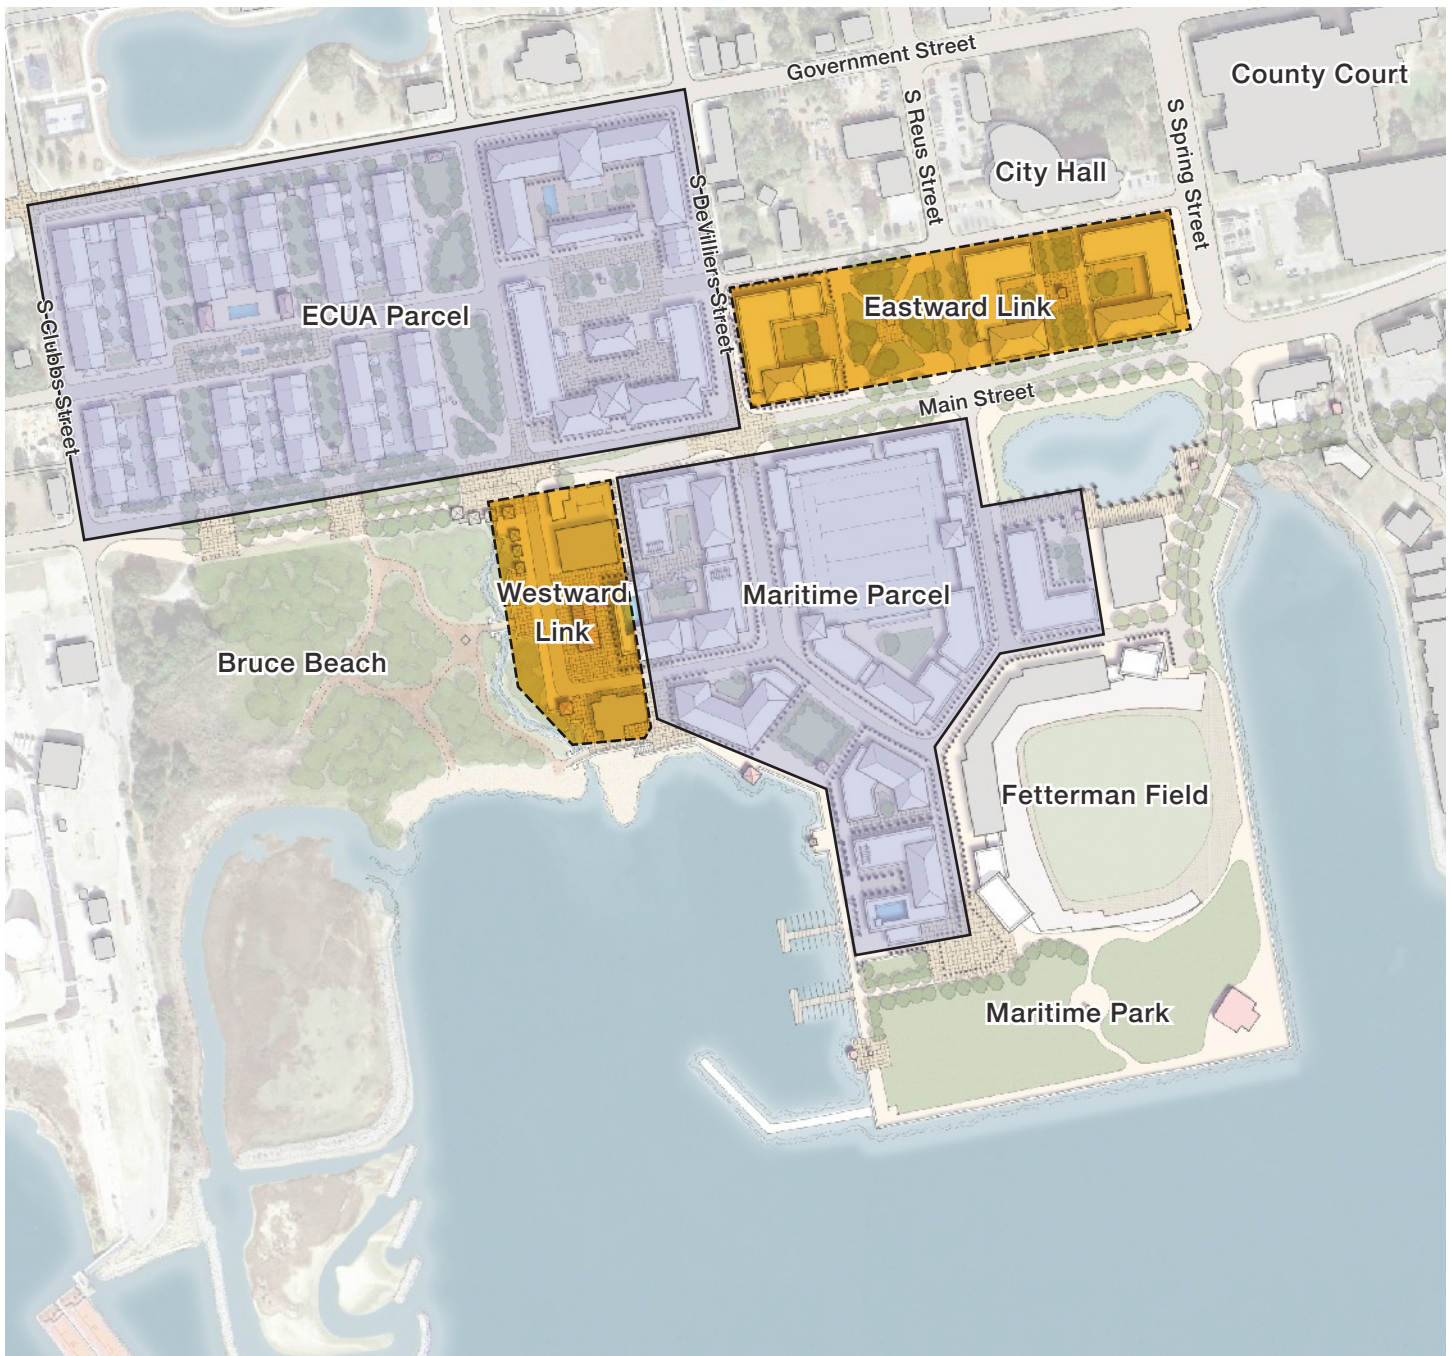 Government Street
County Court
S Reus Street
S Spring Street
City Hall
S DeVilliers Street
ECUA Parcel
Eastward Link
S Clubbs Street
Main Street
Westward
Link
Maritime Parcel
Bruce Beach
Fetterman Field
Maritime Park